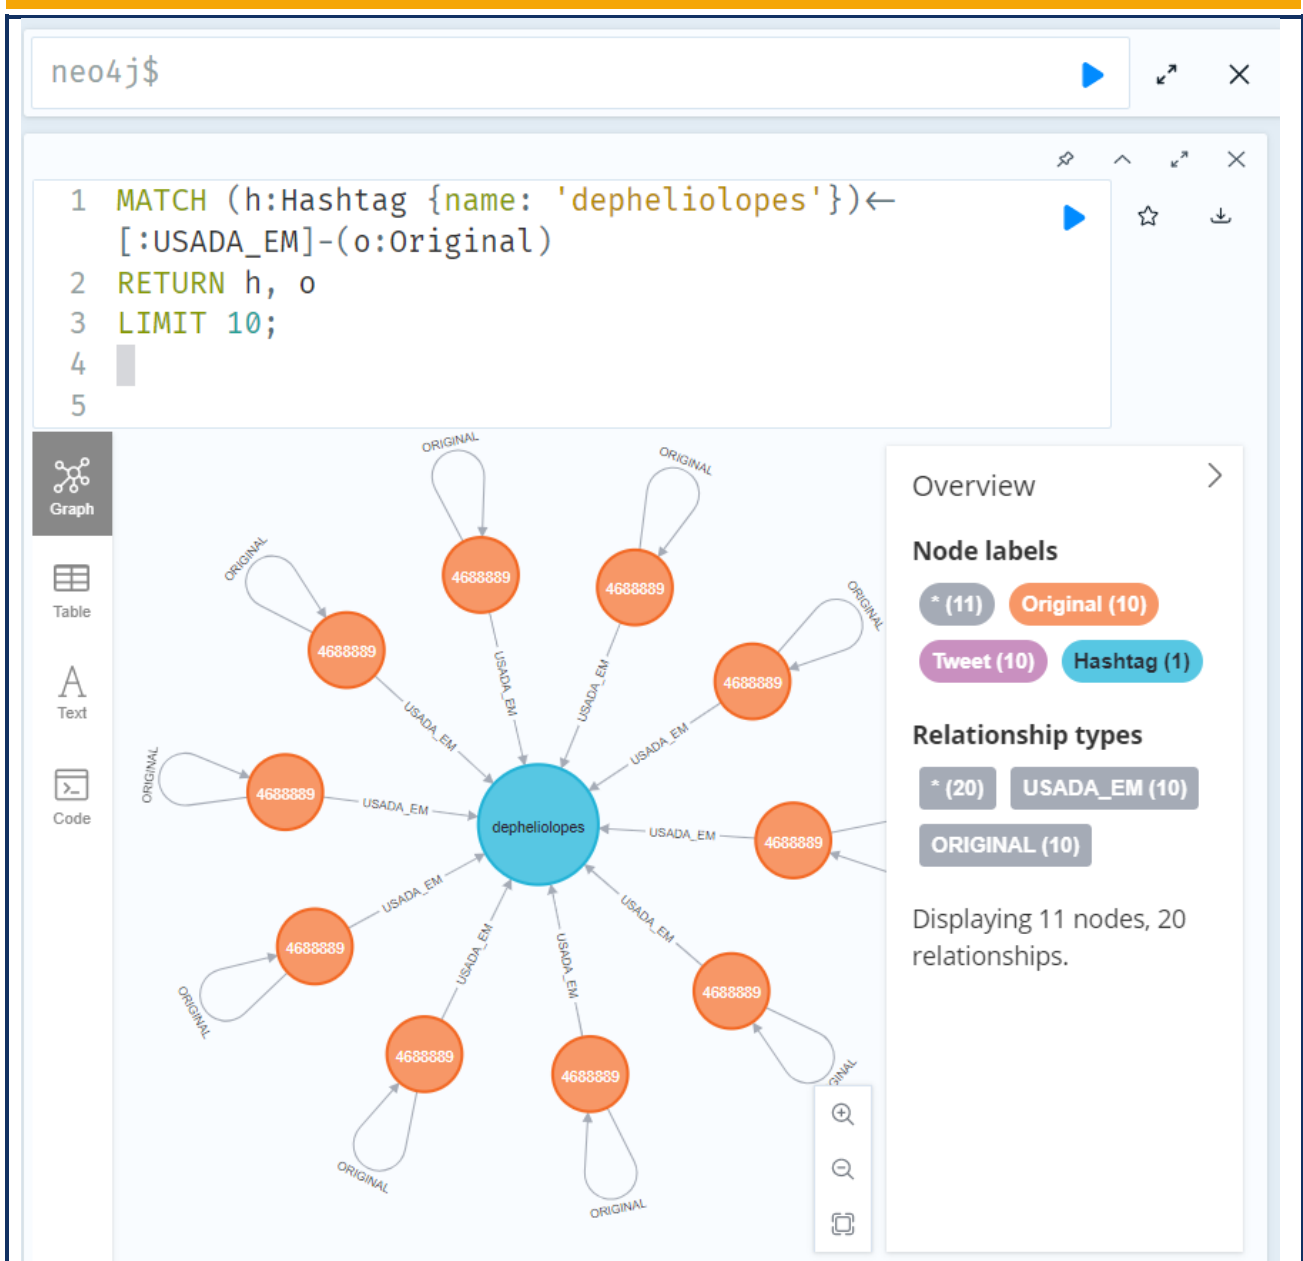 neo4j$
1 MATCH (h:Hashtag {name: 'depheliolopes'})<-
[:USADA_EM]-(o:Original)
2 RETURN h, o
3 LIMIT 10;
4
5
Graph
Table
Text
Code
ORIGINAL
ORIGINAL
ORIGINAL
ORIGINAL
ORIGINAL
ORIGINAL
ORIGINAL
ORIGINAL
GINAL
4688889
4688889
4688889
4688889
4688889
4688889
4688889
4688889
4688889
4688889
USADA_EM
USADA_EM
USADA_EM
USADA_EM
USADA_EM
USADA_EM
USADA_EM
USADA_EM
USADA_EM
USADA_EM
depheliolopes
Overview
Node labels
* (11) Original (10)
Tweet (10) Hashtag (1)
Relationship types
* (20) USADA_EM (10)
ORIGINAL (10)
Displaying 11 nodes, 20
relationships.